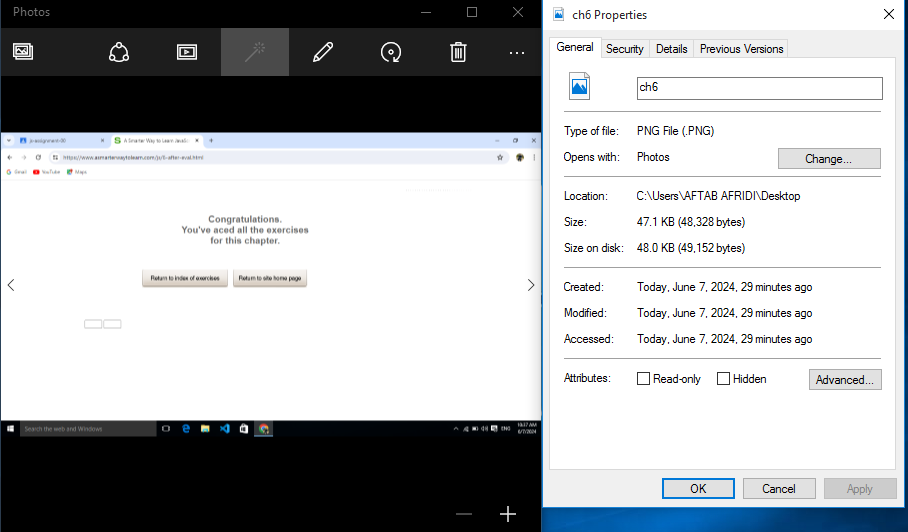 Photos
js-assignment-06
A Smarter Way to Learn JavaS
https://www.asmarterwaytolearn.com/js/6-after-eval.html
Gmail
YouTube
Maps
Congratulations.
You've aced all the exercises
for this chapter.
Return to index of exercises
Return to site home page
Search the web and Windows
ENG
10:37 AM
6/7/2024
ch6 Properties
General
Security
Details
Previous Versions
ch6
Type of file: PNG File (.PNG)
Opens with: Photos
Change...
Location: C:\Users\AFTAB AFRIDI\Desktop
Size: 47.1 KB (48,328 bytes)
Size on disk: 48.0 KB (49,152 bytes)
Created: Today, June 7, 2024, 29 minutes ago
Modified: Today, June 7, 2024, 29 minutes ago
Accessed: Today, June 7, 2024, 29 minutes ago
Attributes:
Read-only
Hidden
Advanced...
OK
Cancel
Apply